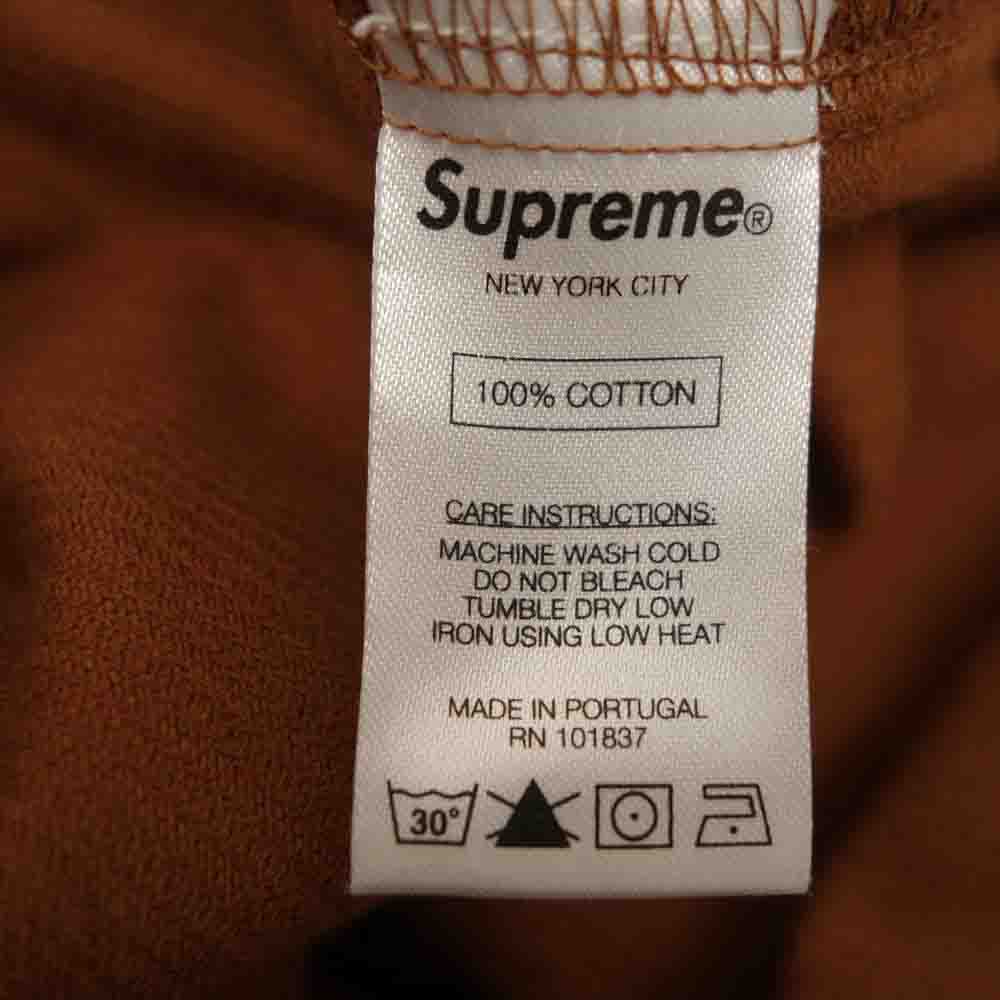 Supreme®
NEW YORK CITY
100% COTTON
CARE INSTRUCTIONS:
MACHINE WASH COLD
DO NOT BLEACH
TUMBLE DRY LOW
IRON USING LOW HEAT
MADE IN PORTUGAL
RN 101837
30°